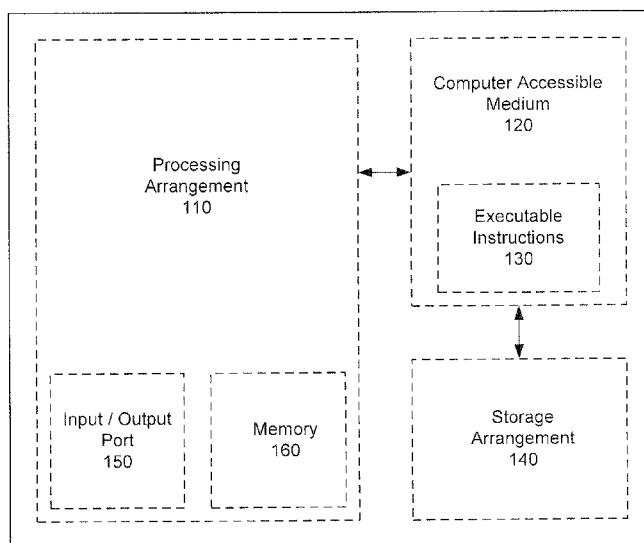 Processing
Arrangement
110
Computer Accessible
Medium
120
Executable
Instructions
130
Input / Output
Port
150
Memory
160
Storage
Arrangement
140